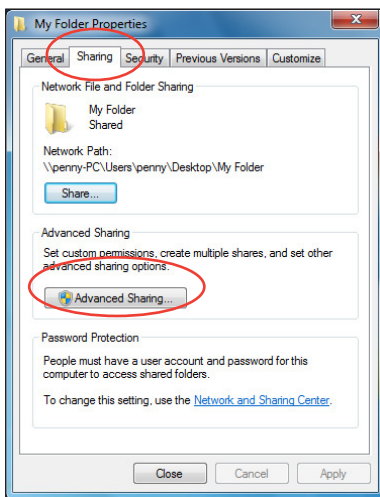 My Folder Properties
General Sharing Security Previous Versions Customize
Network File and Folder Sharing
My Folder
Shared
Network Path:
\\penny-PC\Users\penny\Desktop\My Folder
Share...
Advanced Sharing
Set custom permissions, create multiple shares, and set other
advanced sharing options.
Advanced Sharing...
Password Protection
People must have a user account and password for this
computer to access shared folders.
To change this setting, use the Network and Sharing Center.
Close Cancel Apply